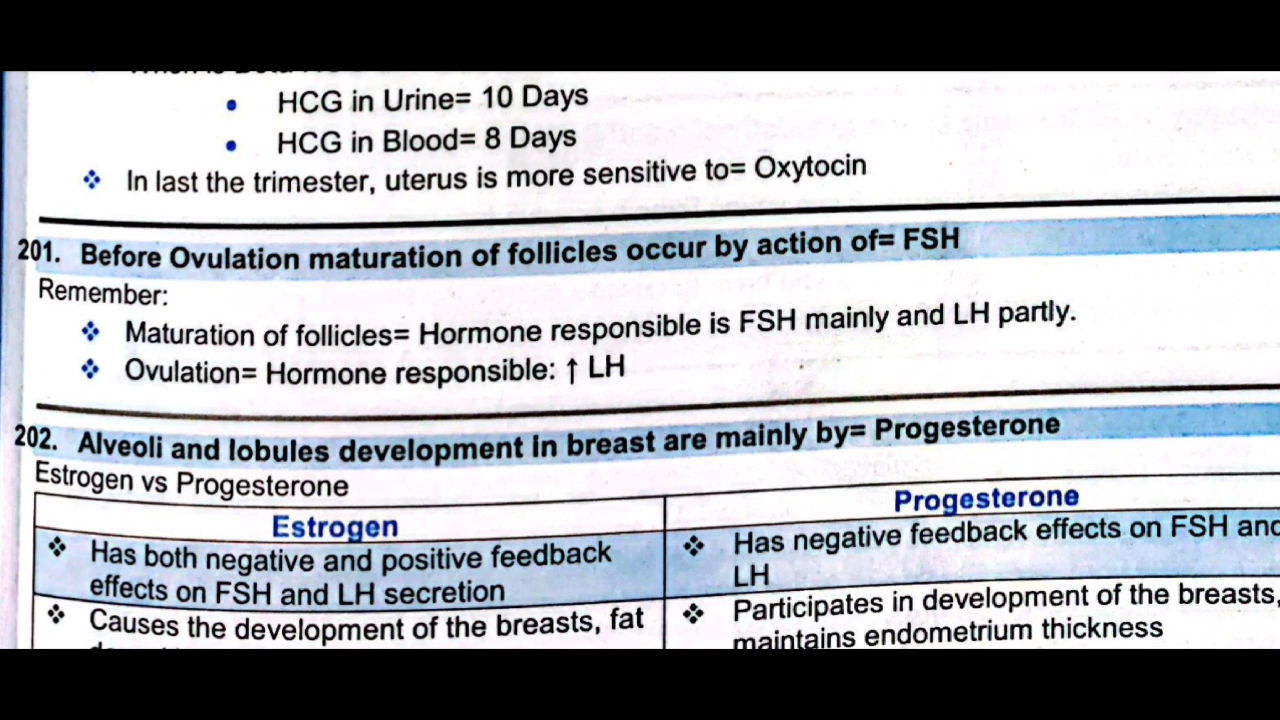 HCG in Urine= 10 Days
HCG in Blood= 8 Days
In last the trimester, uterus is more sensitive to= Oxytocin
201. Before Ovulation maturation of follicles occur by action of= FSH
Remember:
Maturation of follicles= Hormone responsible is FSH mainly and LH partly.
Ovulation= Hormone responsible: ↑ LH
202. Alveoli and lobules development in breast are mainly by= Progesterone
Estrogen vs Progesterone
Estrogen
Has both negative and positive feedback
effects on FSH and LH secretion
Causes the development of the breasts, fat
Progesterone
Has negative feedback effects on FSH and
LH
Participates in development of the breasts,
maintains endometrium thickness